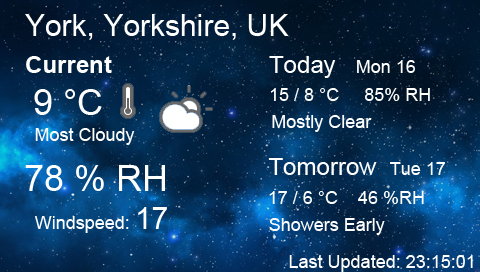 York, Yorkshire, UK
Current
9 °C
Most Cloudy
78 % RH
Windspeed: 17
Today Mon 16
15 / 8 °C 85% RH
Mostly Clear
Tomorrow Tue 17
17 / 6 °C 46 %RH
Showers Early
Last Updated: 23:15:01